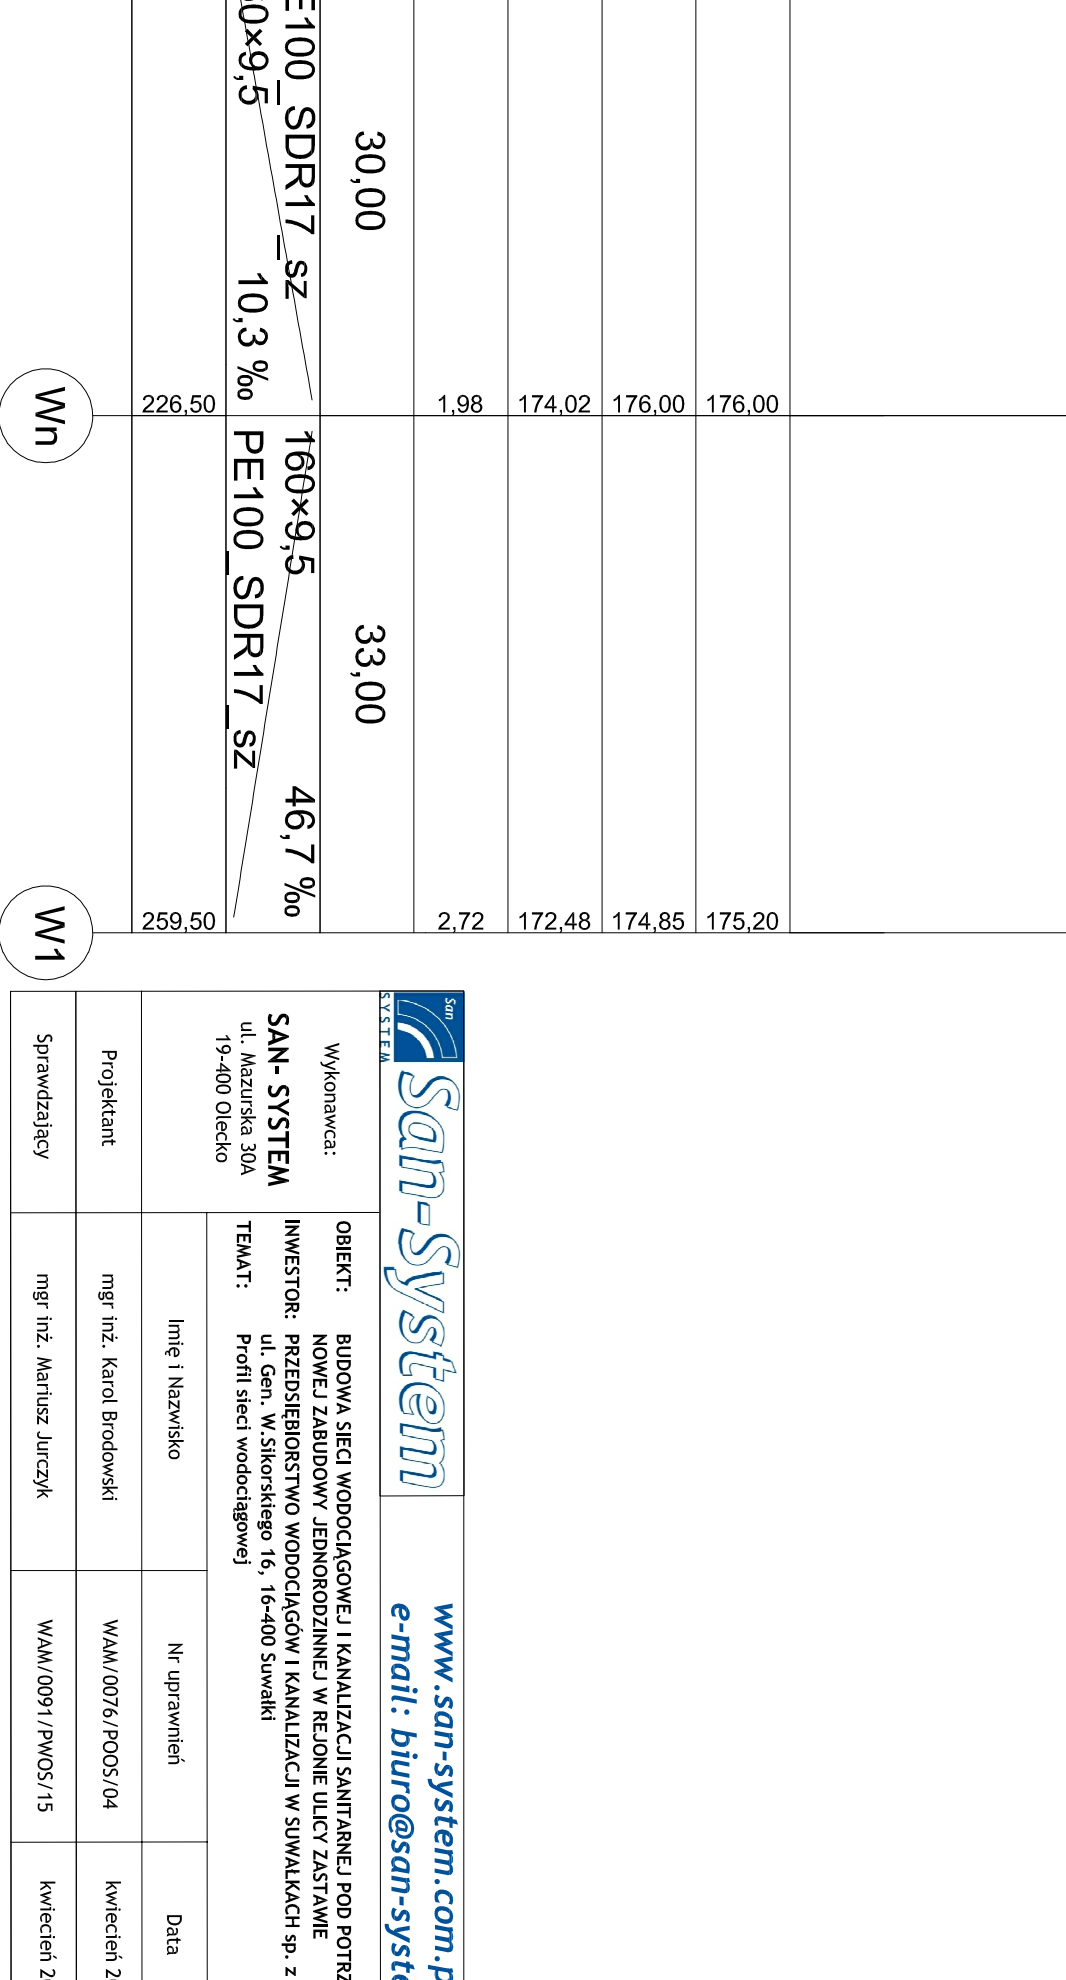 30,00
E100_SDR17_sz
0×9,5
10,3 ‰
176,00
176,00
174,02
1,98
226,50
Wn
33,00
160×9,5
46,7 ‰
PE100_SDR17_sz
175,20
174,85
172,48
2,72
259,50
W1
San
SYSTEM
San-System
www.san-system.com.p
e-mail: biuro@san-syste
Wykonawca:
SAN- SYSTEM
ul. Mazurska 30A
19-400 Olecko
OBIEKT: BUDOWA SIECI WODOCIĄGOWEJ I KANALIZACJI SANITARNEJ POD POTRZ
NOWEJ ZABUDOWY JEDNORODZINNEJ W REJONIE ULICY ZASTAWIE
INWESTOR: PRZEDSIĘBIORSTWO WODOCIĄGÓW I KANALIZACJI W SUWAŁKACH sp. z
ul. Gen. W.Sikorskiego 16, 16-400 Suwałki
TEMAT: Profil sieci wodociągowej
Imię i Nazwisko Nr uprawnień Data
Projektant mgr inż. Karol Brodowski WAM/0076/POOS/04 kwiecień 2
Sprawdzający mgr inż. Mariusz Jurczyk WAM/0091/PWOS/15 kwiecień 2